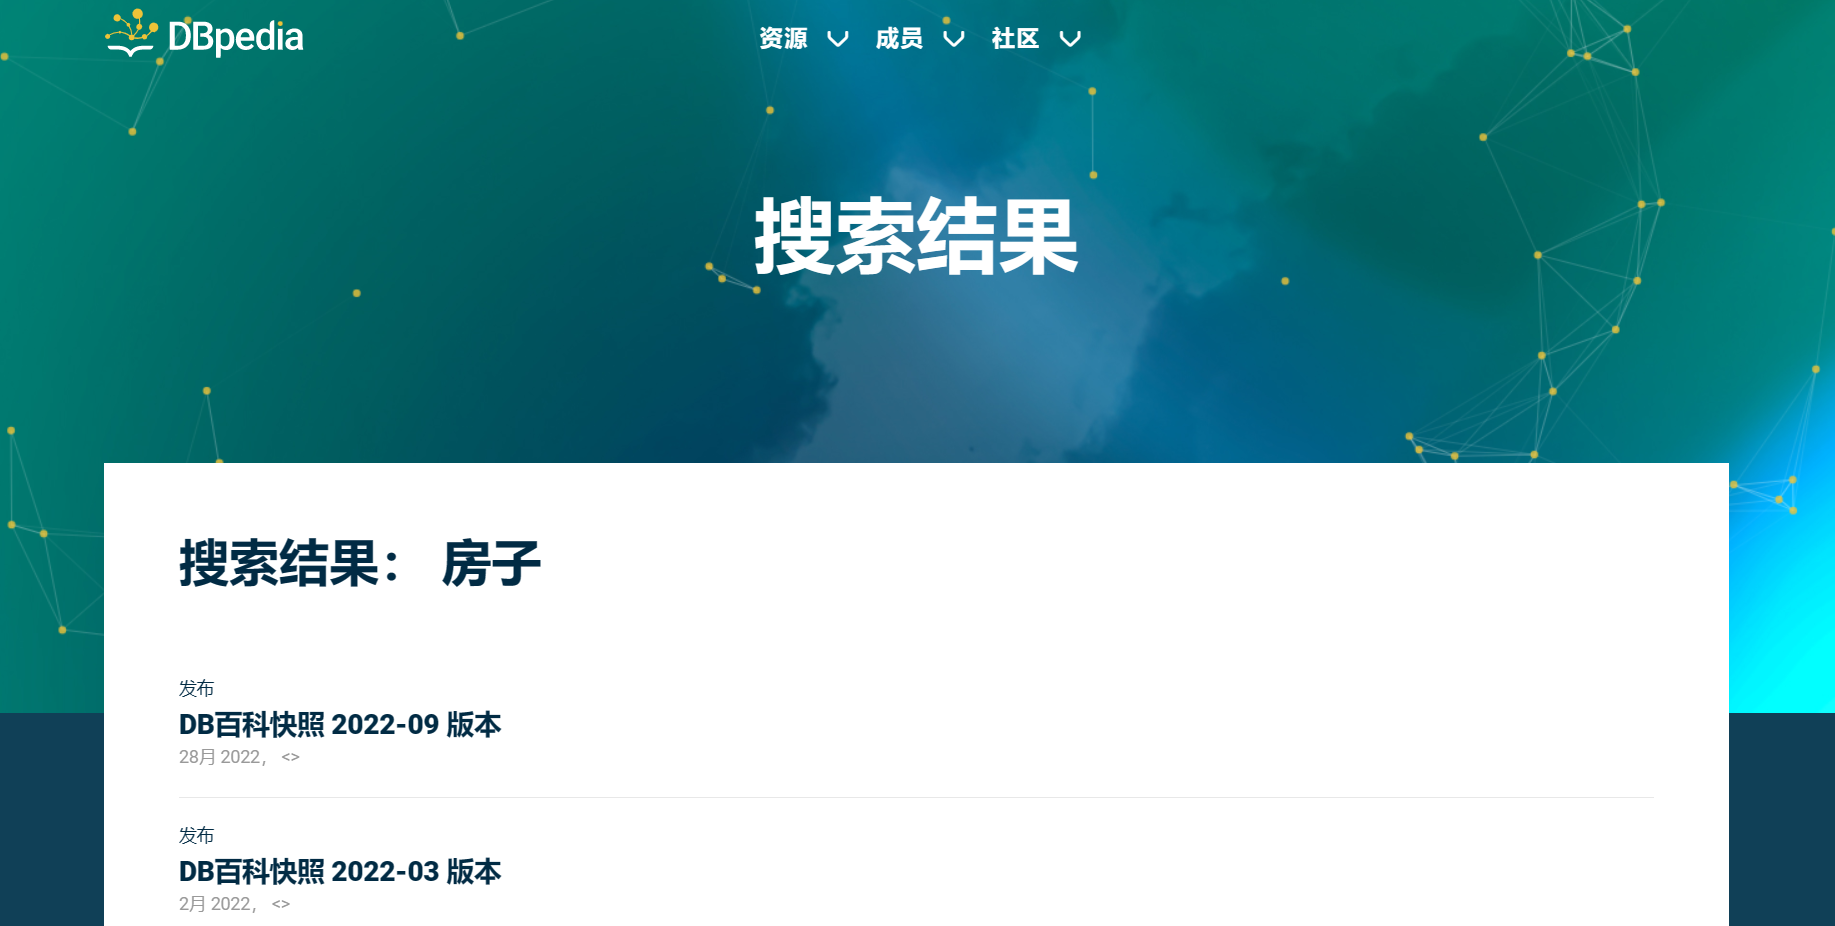 DBpedia
资源 成员 社区
搜索结果
搜索结果： 房子
发布
DB百科快照 2022-09 版本
28月 2022， <>
发布
DB百科快照 2022-03 版本
2月 2022， <>